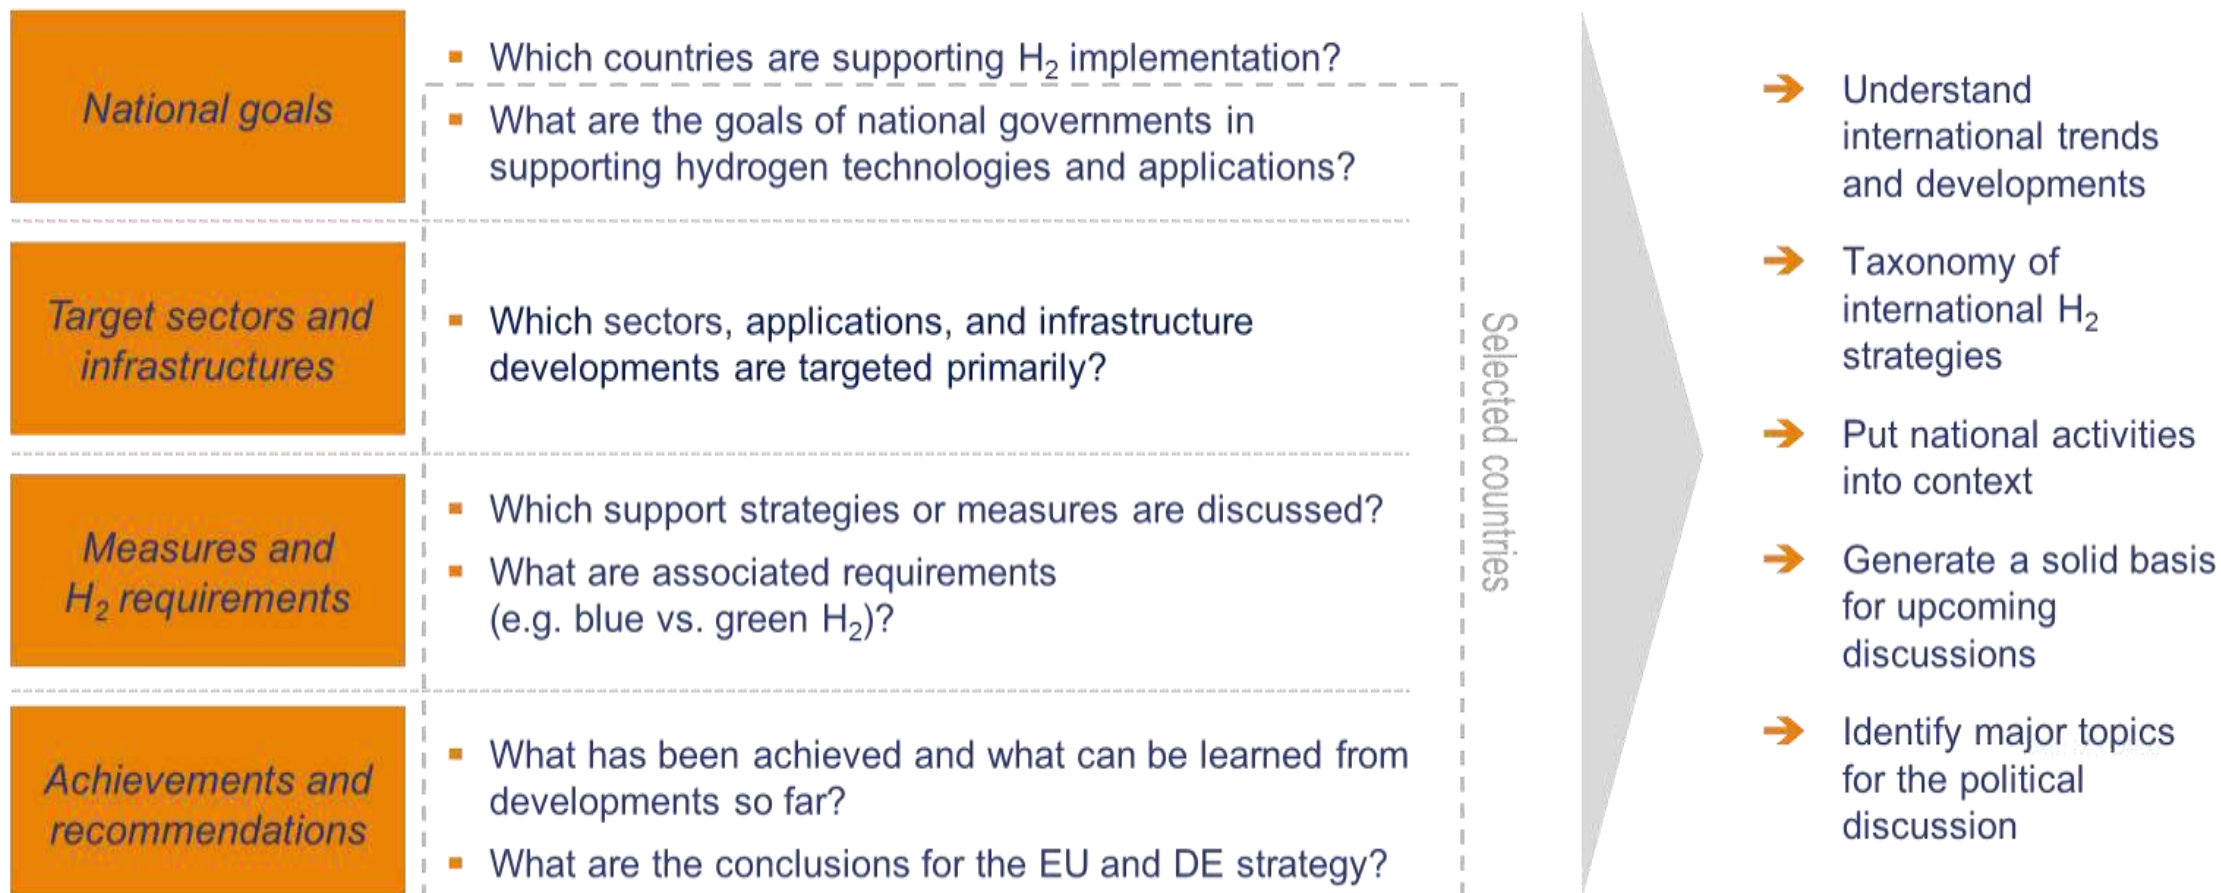 National goals
Which countries are supporting H₂ implementation?
What are the goals of national governments in
supporting hydrogen technologies and applications?
Target sectors and
infrastructures
Which sectors, applications, and infrastructure
developments are targeted primarily?
Measures and
H₂ requirements
Which support strategies or measures are discussed?
What are associated requirements
(e.g. blue vs. green H₂)?
Achievements and
recommendations
What has been achieved and what can be learned from
developments so far?
What are the conclusions for the EU and DE strategy?
Selected countries
Understand
international trends
and developments
Taxonomy of
international H₂
strategies
Put national activities
into context
Generate a solid basis
for upcoming
discussions
Identify major topics
for the political
discussion